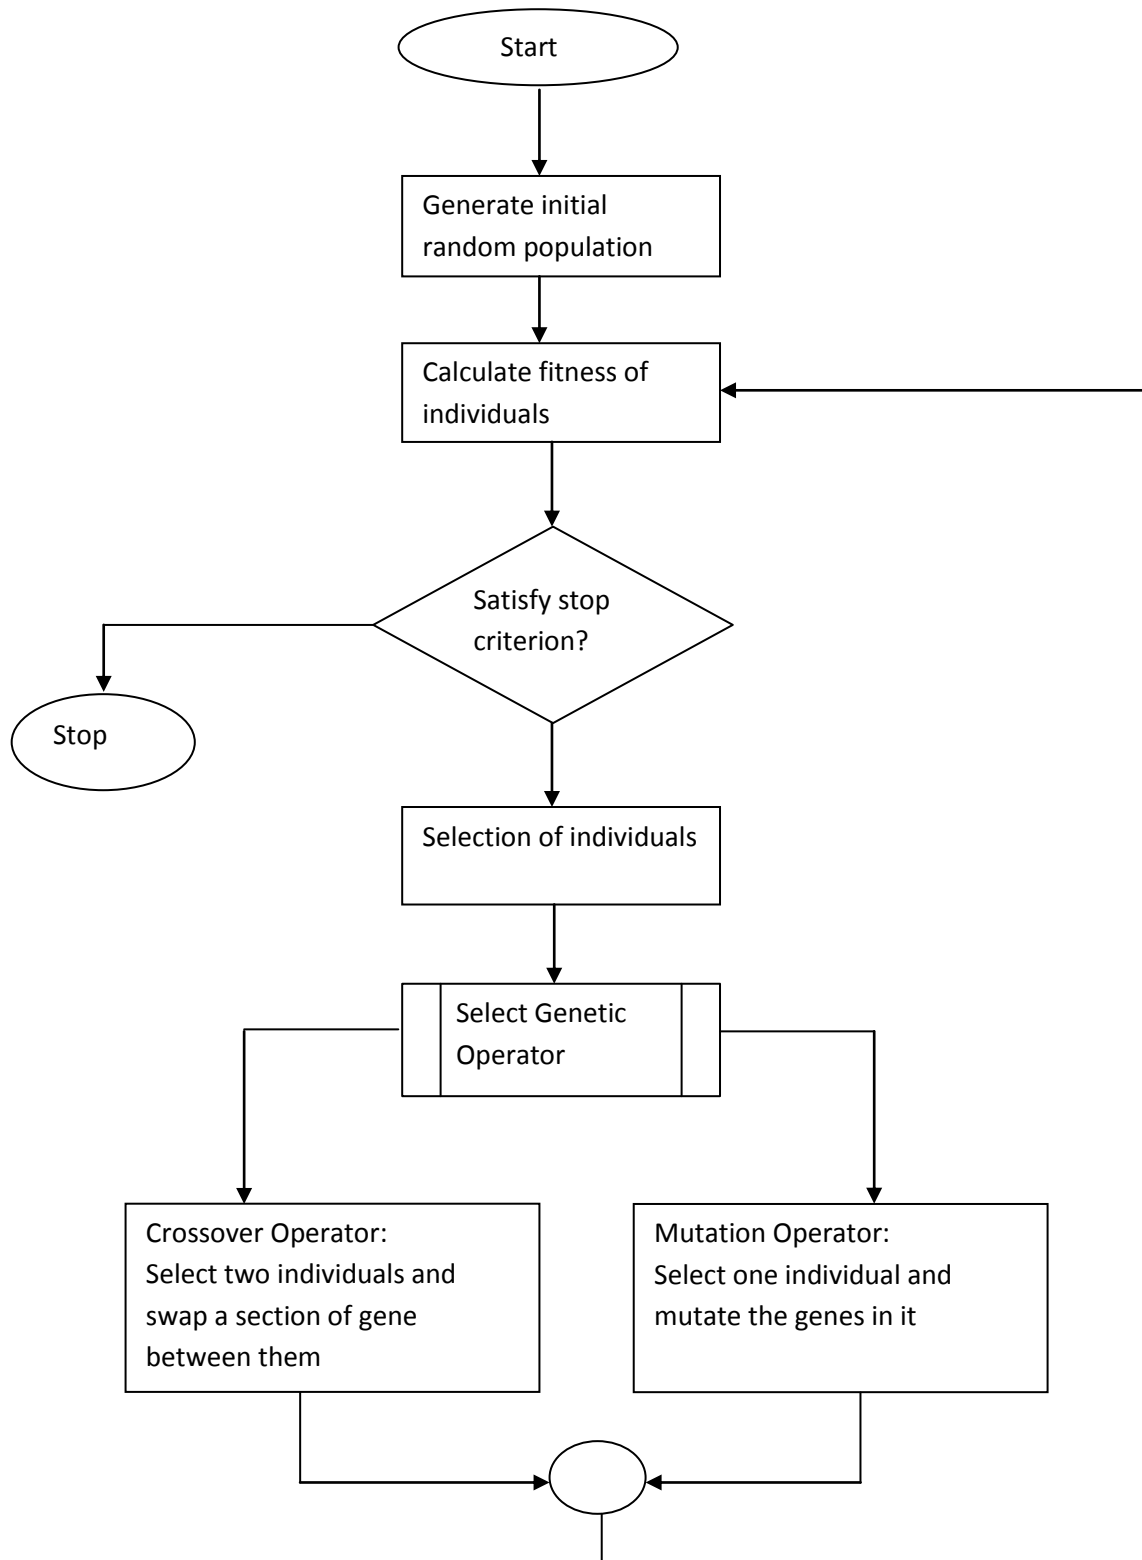 Start
Generate initial
random population
Calculate fitness of
individuals
Satisfy stop
criterion?
Stop
Selection of individuals
Select Genetic
Operator
Crossover Operator:
Select two individuals and
swap a section of gene
between them
Mutation Operator:
Select one individual and
mutate the genes in it